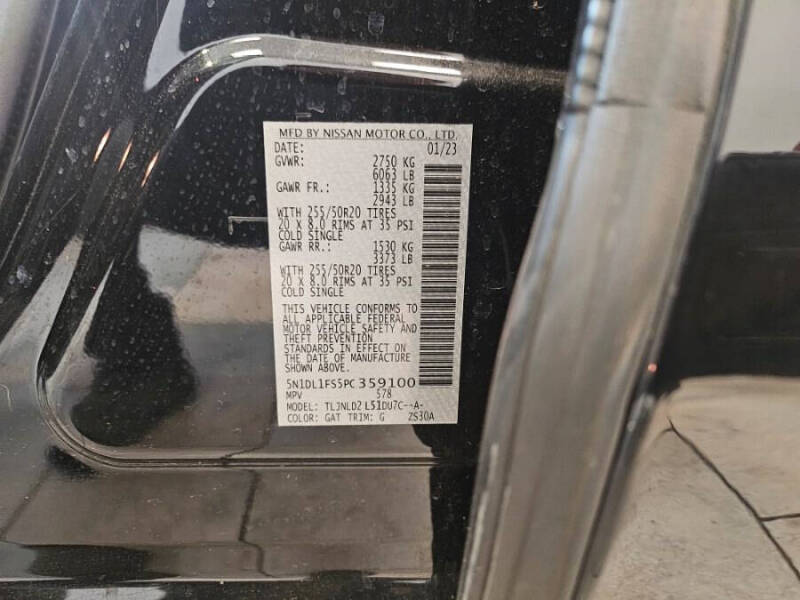 MFD BY NISSAN MOTOR CO., LTD.
DATE: 01/23
GVWR: 2750 KG
6063 LB
GAWR FR.: 1335 KG
2943 LB
WITH 255/50R20 TIRES
20 X 8.0 RIMS AT 35 PSI
COLD SINGLE
GAWR RR.: 1530 KG
3373 LB
WITH 255/50R20 TIRES
20 X 8.0 RIMS AT 35 PSI
COLD SINGLE
THIS VEHICLE CONFORMS TO
ALL APPLICABLE FEDERAL
MOTOR VEHICLE SAFETY AND
THEFT PREVENTION
STANDARDS IN EFFECT ON
THE DATE OF MANUFACTURE
SHOWN ABOVE.
5N1DL1FS5PC359100
MPV 578
MODEL: TLJNLD2 L51DU7C--A-
COLOR: GAT TRIM: G 2S30A